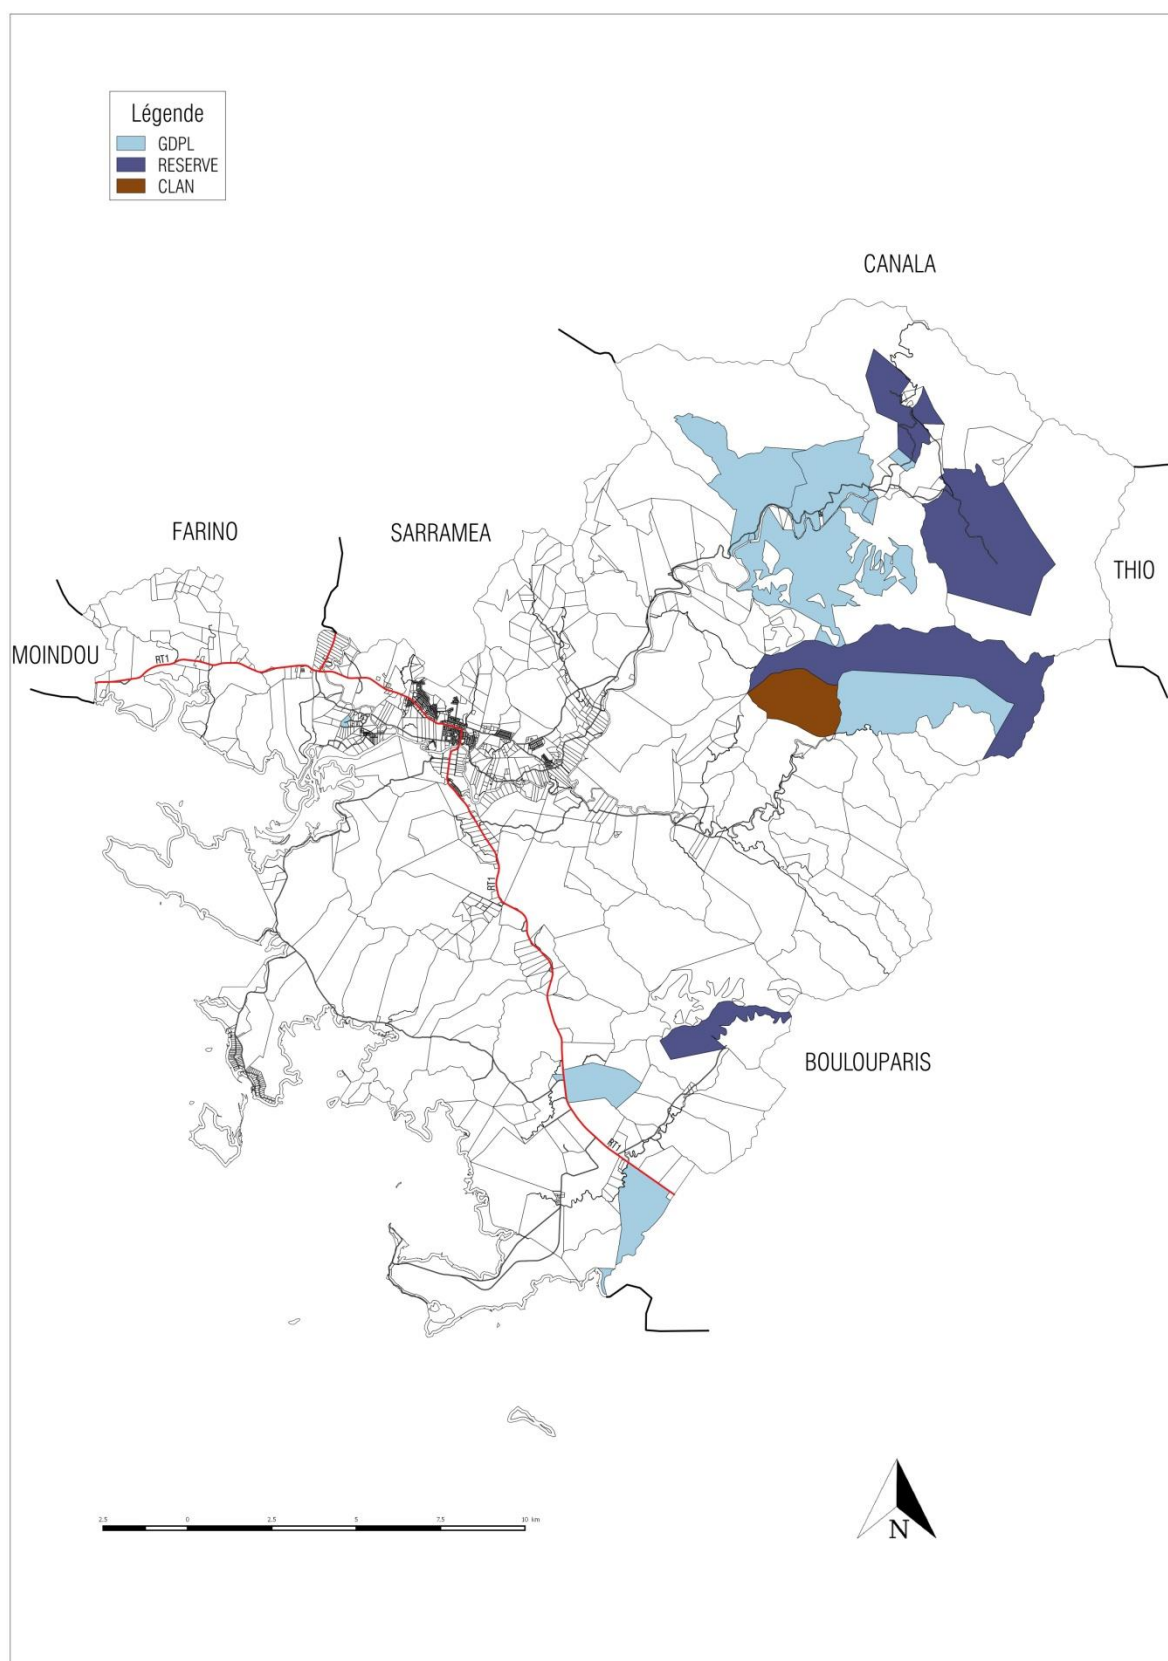 Légende
GDPL
RESERVE
CLAN
CANALA
FARINO
SARRAMEA
THIO
MOINDOU
RT1
RT1
BOULOUPARIS
RT1
2.5 0 2.5 5 7.5 10 km
N